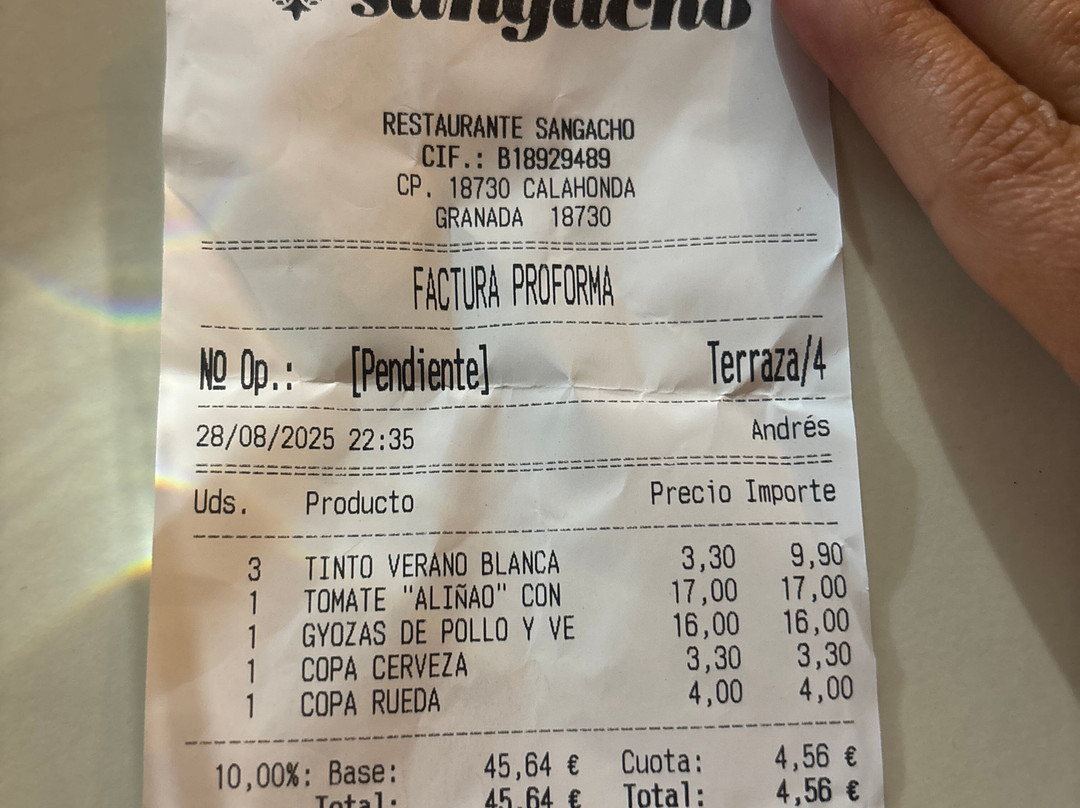 sangacho
RESTAURANTE SANGACHO
CIF.: B18929489
CP. 18730 CALAHONDA
GRANADA 18730
FACTURA PROFORMA
Nº Op.: [Pendiente] Terraza/4
28/08/2025 22:35 Andrés
Uds. Producto Precio Importe
3 TINTO VERANO BLANCA 3,30 9,90
1 TOMATE "ALIÑAO" CON 17,00 17,00
1 GYOZAS DE POLLO Y VE 16,00 16,00
1 COPA CERVEZA 3,30 3,30
1 COPA RUEDA 4,00 4,00
10,00%: Base: 45,64 € Cuota: 4,56 €
Total: 45,64 € Total: 4,56 €